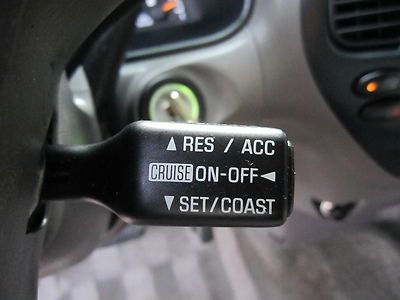 ▲ RES / ACC
CRUISE ON-OFF ◄
▼ SET/COAST